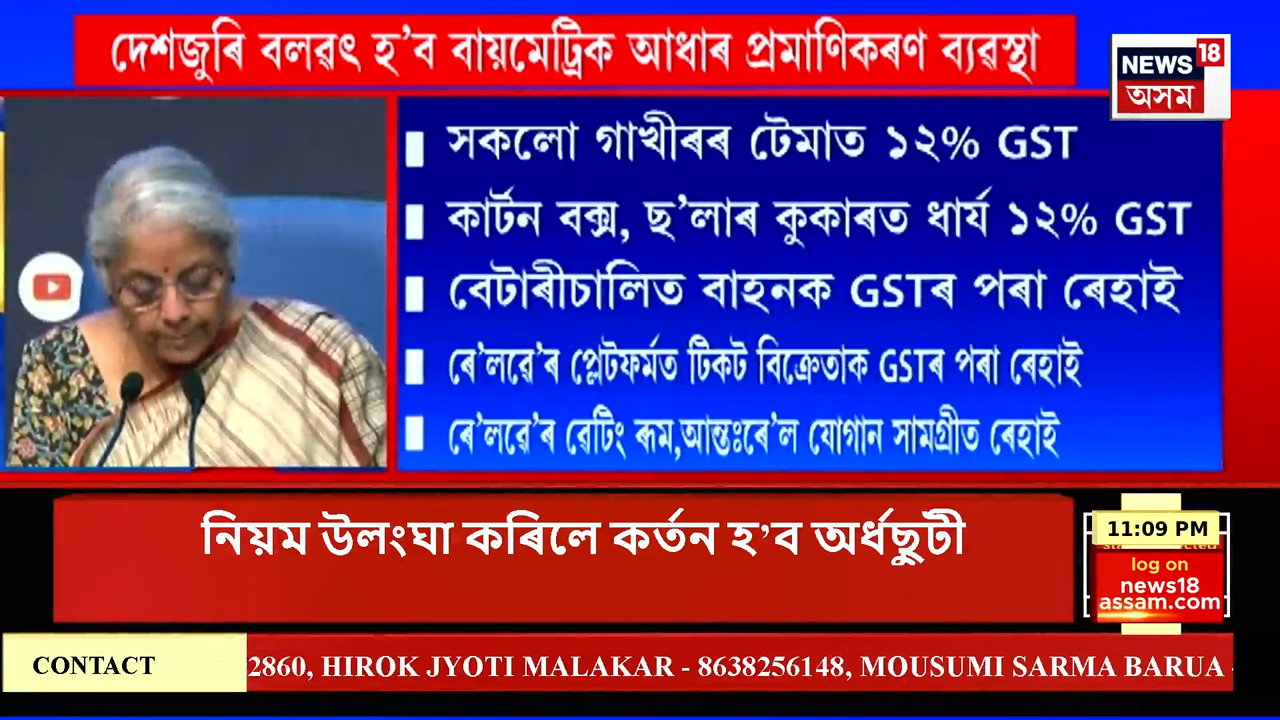 দেশজুৰি বলৱৎ হ’ব বায়মেট্ৰিক আধাৰ প্ৰমাণিকৰণ ব্যৱস্থা
NEWS 18
অসম
সকলো গাখীৰৰ টেমাত ১২% GST
কাৰ্টন বক্স, ছ’লাৰ কুকাৰত ধাৰ্য ১২% GST
বেটাৰীচালিত বাহনক GSTৰ পৰা ৰেহাই
ৰে’লৱে’ৰ প্লেটফৰ্মত টিকট বিক্ৰেতাক GSTৰ পৰা ৰেহাই
ৰে’লৱে’ৰ ৱেটিং ৰূম,আন্তঃৰে’ল যোগান সামগ্ৰীত ৰেহাই
নিয়ম উলংঘা কৰিলে কৰ্তন হ’ব অৰ্ধছুটী
11:09 PM
log on
news18
assam.com
CONTACT
2860, HIROK JYOTI MALAKAR - 8638256148, MOUSUMI SARMA BARUA -